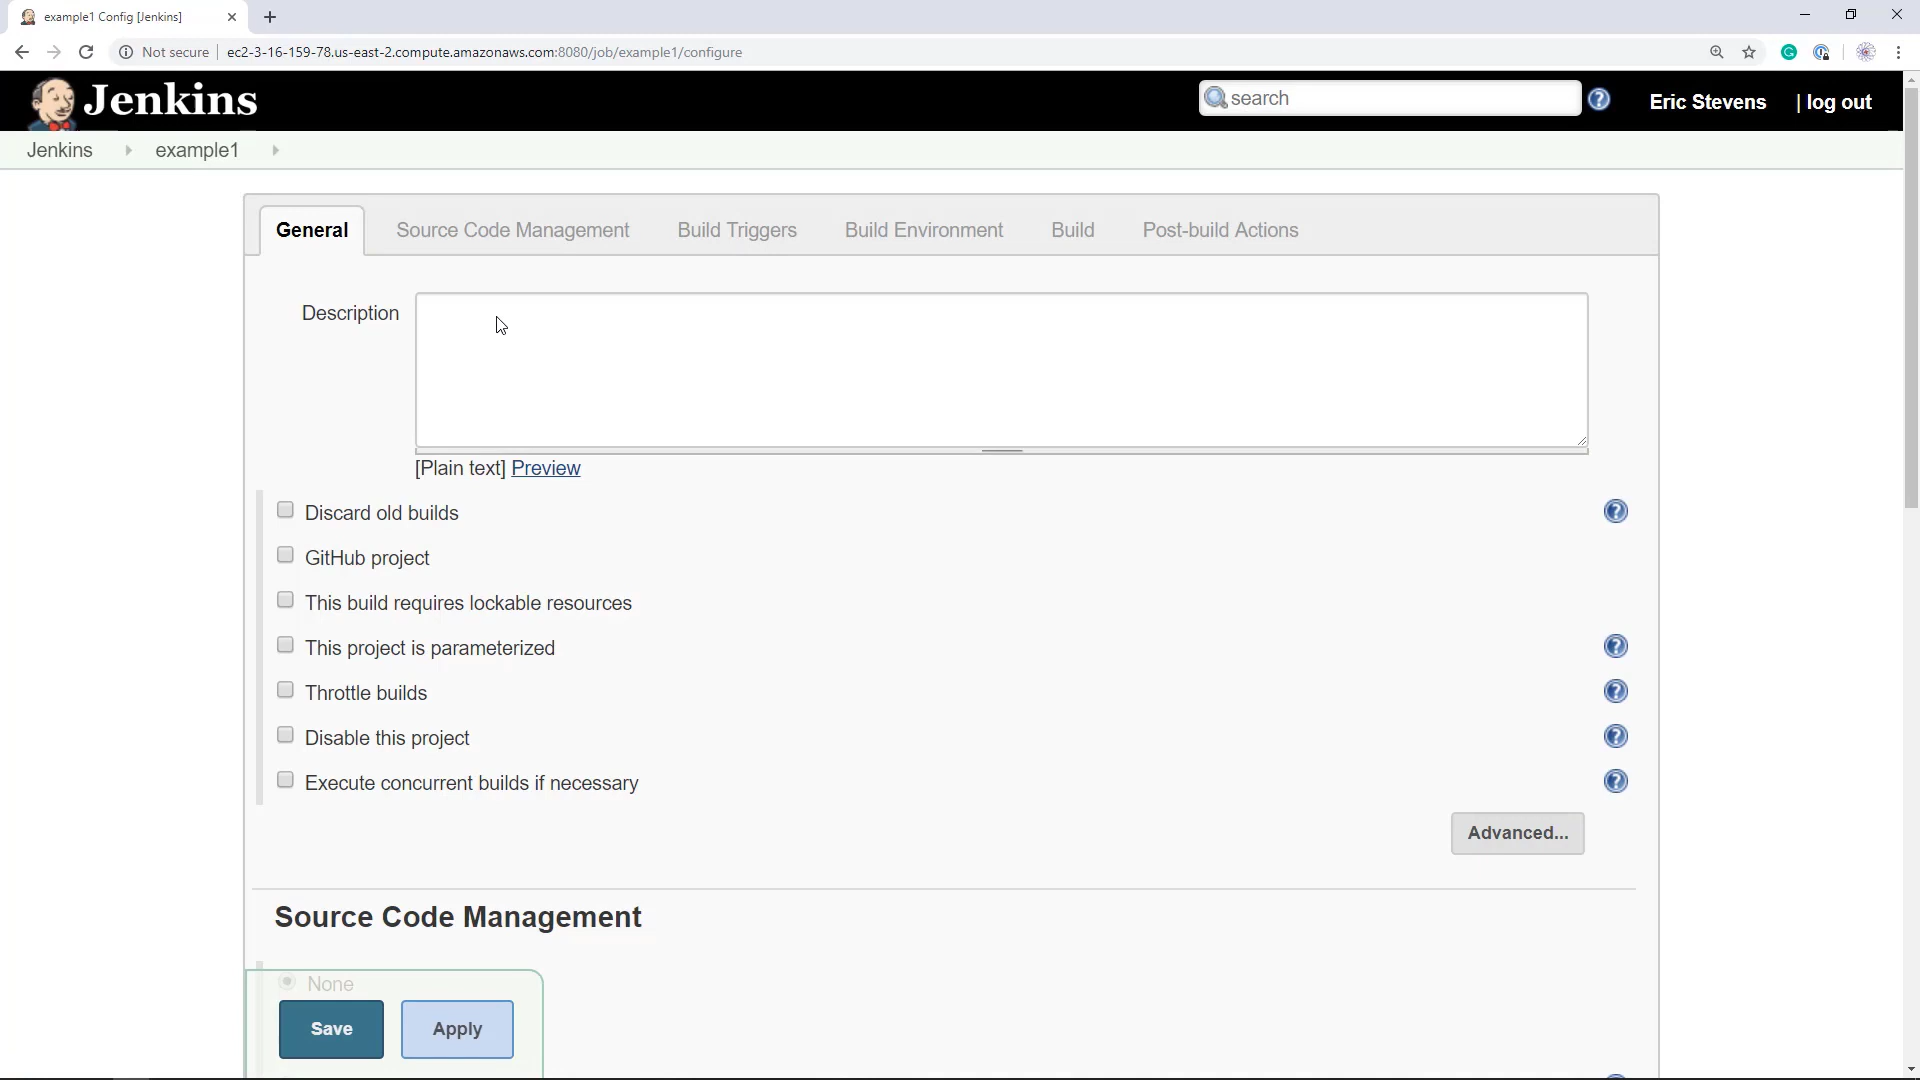 example1 Config [Jenkins]
Not secure | ec2-3-16-159-78.us-east-2.compute.amazonaws.com:8080/job/example1/configure
Jenkins
search
Eric Stevens | log out
Jenkins example1
General Source Code Management Build Triggers Build Environment Build Post-build Actions
Description
[Plain text] Preview
Discard old builds
GitHub project
This build requires lockable resources
This project is parameterized
Throttle builds
Disable this project
Execute concurrent builds if necessary
Advanced...
Source Code Management
None
Save Apply